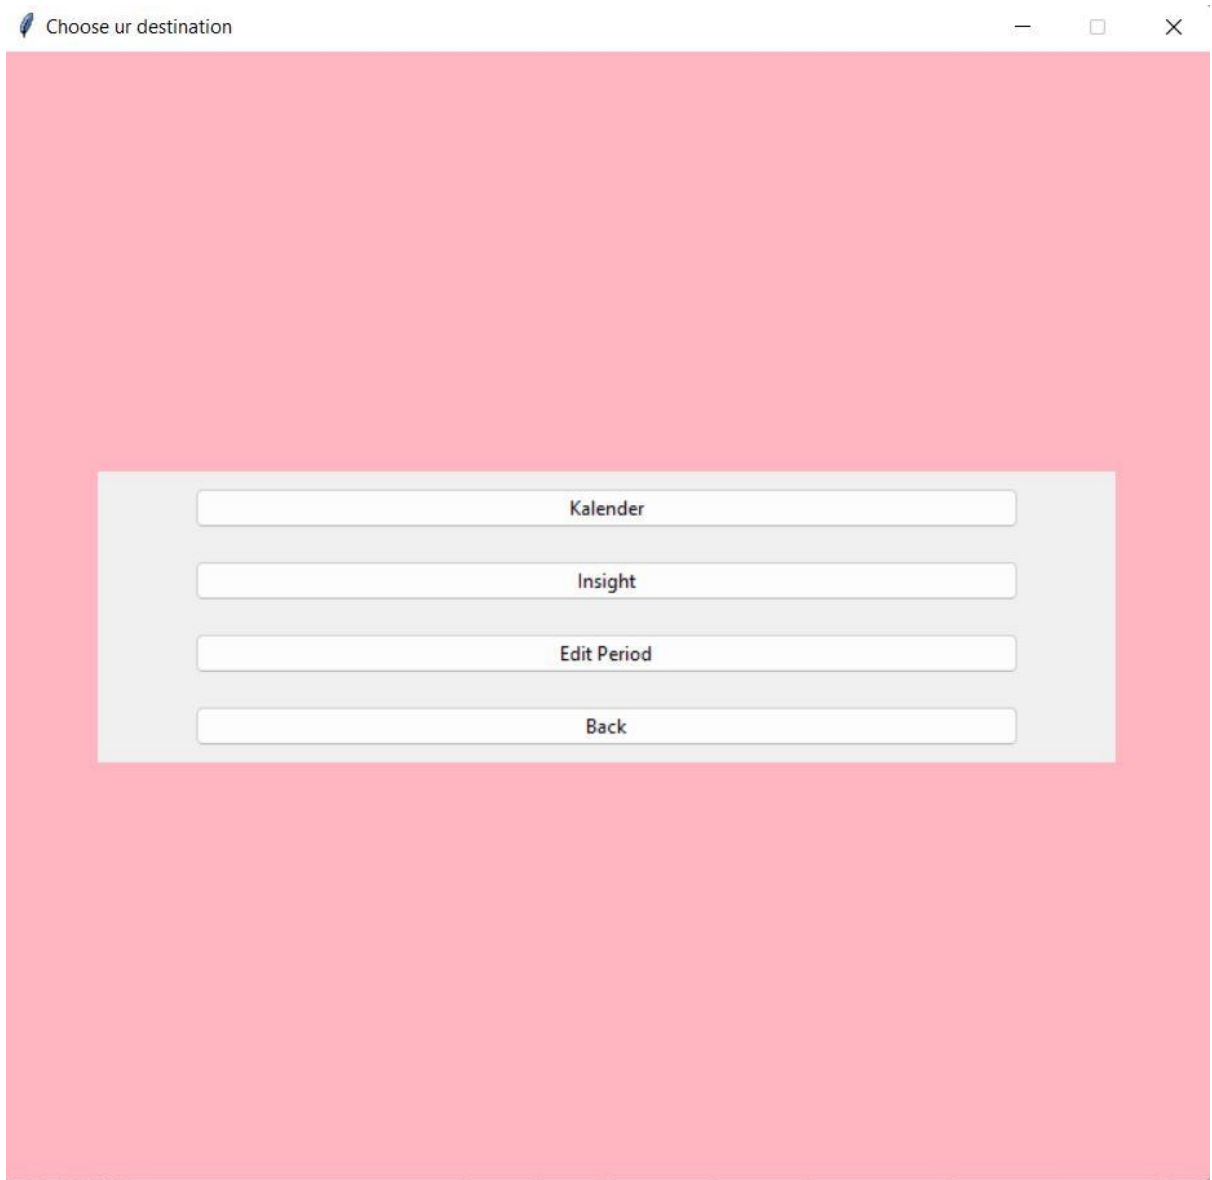 Choose ur destination
Kalender
Insight
Edit Period
Back